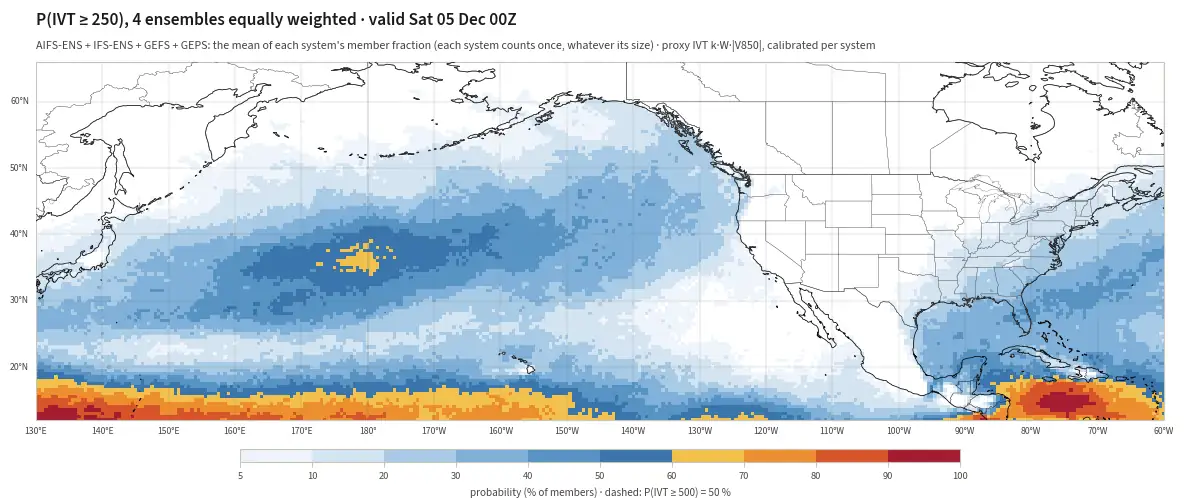 P(IVT ≥ 250), 4 ensembles equally weighted · valid Sat 05 Dec 00Z
AIFS-ENS + IFS-ENS + GEFS + GEPS: the mean of each system's member fraction (each system counts once, whatever its size) · proxy IVT k·W·|V850|, calibrated per system
60°N
50°N
40°N
30°N
20°N
130°E 140°E 150°E 160°E 170°E 180° 170°W 160°W 150°W 140°W 130°W 120°W 110°W 100°W 90°W 80°W 70°W 60°W
5 10 20 30 40 50 60 70 80 90 100
probability (% of members) · dashed: P(IVT ≥ 500) = 50 %